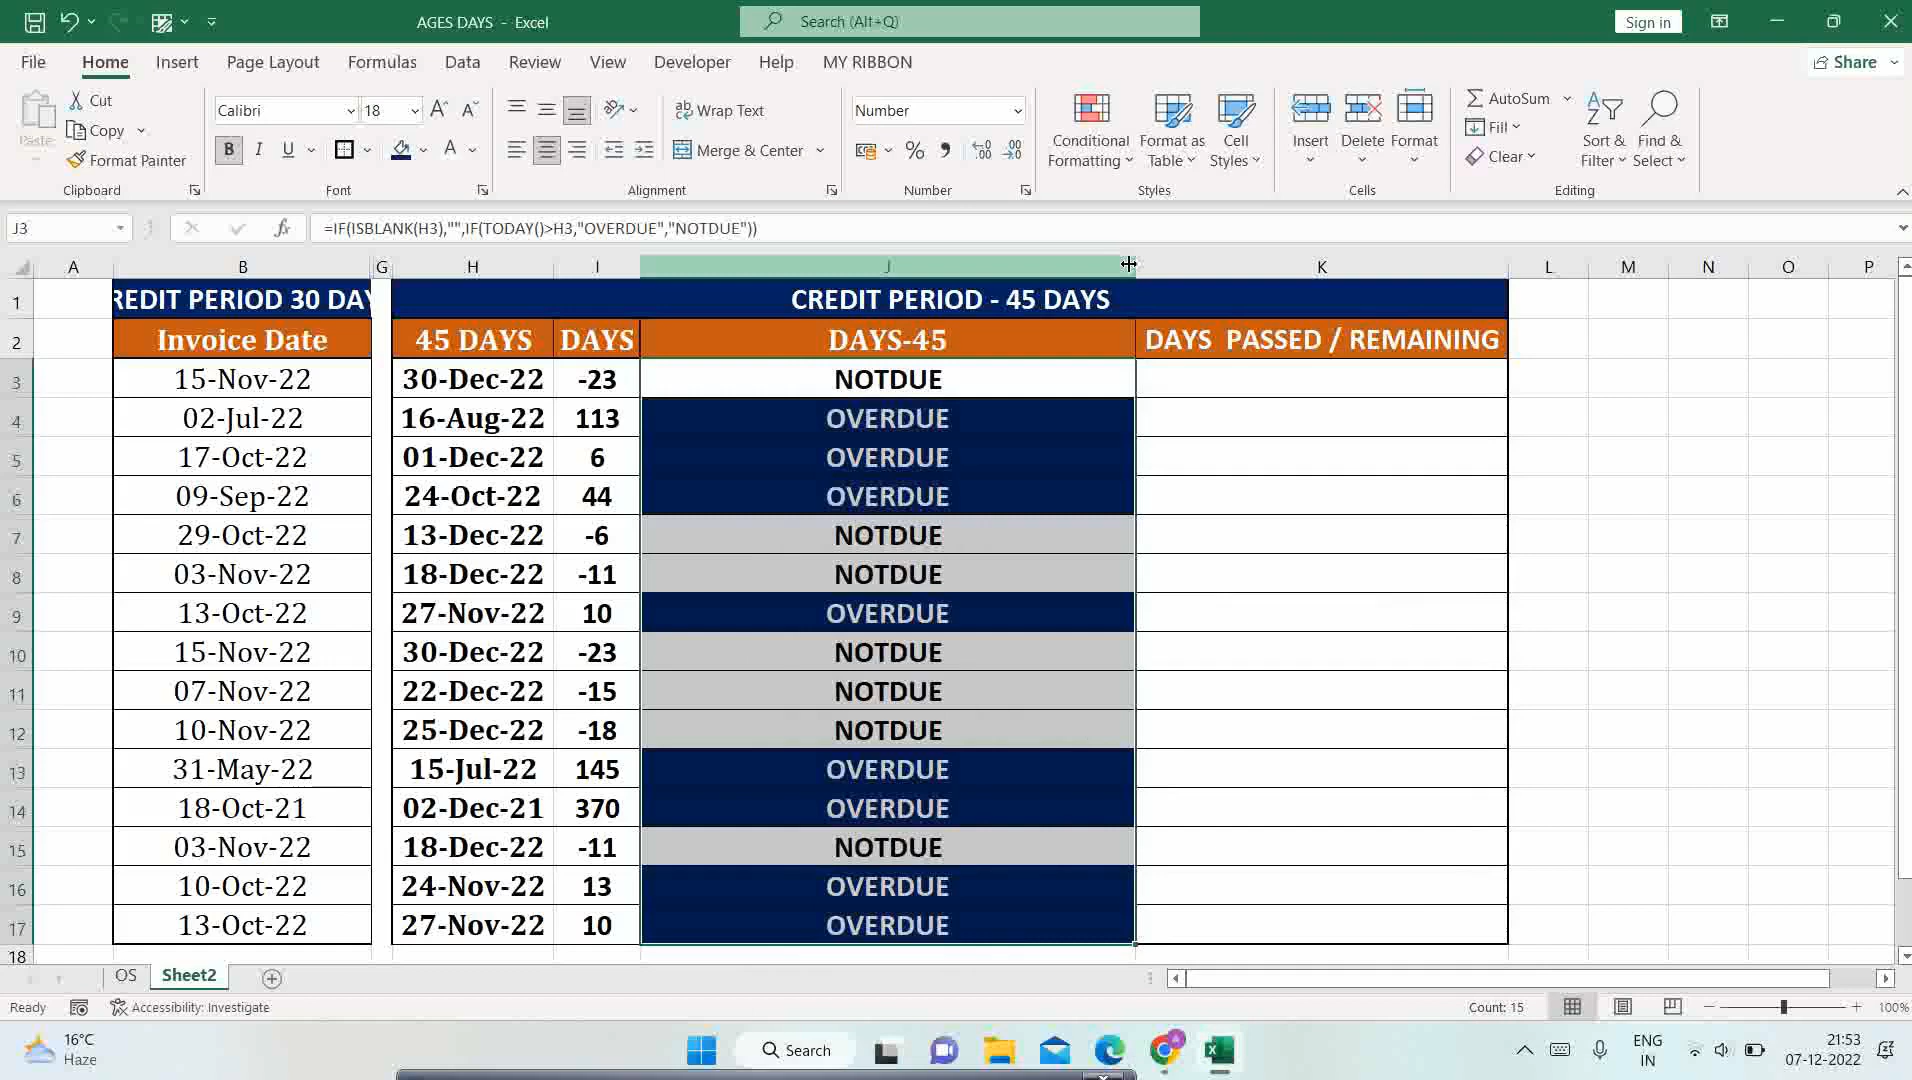 AGES DAYS - Excel
Search (Alt+Q)
Sign in
File Home Insert Page Layout Formulas Data Review View Developer Help MY RIBBON
Share
Paste
Cut
Copy
Format Painter
Clipboard
Calibri 18
B I U
Font
Wrap Text
Merge & Center
Alignment
Number
Number
Conditional Formatting
Format as Table
Cell Styles
Styles
Insert Delete Format
Cells
AutoSum
Fill
Clear
Sort & Filter
Find & Select
Editing
J3
fx
=IF(ISBLANK(H3),"",IF(TODAY()>H3,"OVERDUE","NOTDUE"))
A B G H I J K L M N O P
1 REDIT PERIOD 30 DAY CREDIT PERIOD - 45 DAYS
2 Invoice Date 45 DAYS DAYS DAYS-45 DAYS PASSED / REMAINING
3 15-Nov-22 30-Dec-22 -23 NOTDUE
4 02-Jul-22 16-Aug-22 113 OVERDUE
5 17-Oct-22 01-Dec-22 6 OVERDUE
6 09-Sep-22 24-Oct-22 44 OVERDUE
7 29-Oct-22 13-Dec-22 -6 NOTDUE
8 03-Nov-22 18-Dec-22 -11 NOTDUE
9 13-Oct-22 27-Nov-22 10 OVERDUE
10 15-Nov-22 30-Dec-22 -23 NOTDUE
11 07-Nov-22 22-Dec-22 -15 NOTDUE
12 10-Nov-22 25-Dec-22 -18 NOTDUE
13 31-May-22 15-Jul-22 145 OVERDUE
14 18-Oct-21 02-Dec-21 370 OVERDUE
15 03-Nov-22 18-Dec-22 -11 NOTDUE
16 10-Oct-22 24-Nov-22 13 OVERDUE
17 13-Oct-22 27-Nov-22 10 OVERDUE
18
OS Sheet2
Ready Accessibility: Investigate Count: 15 100%
16°C
Haze
Search
ENG
IN
21:53
07-12-2022